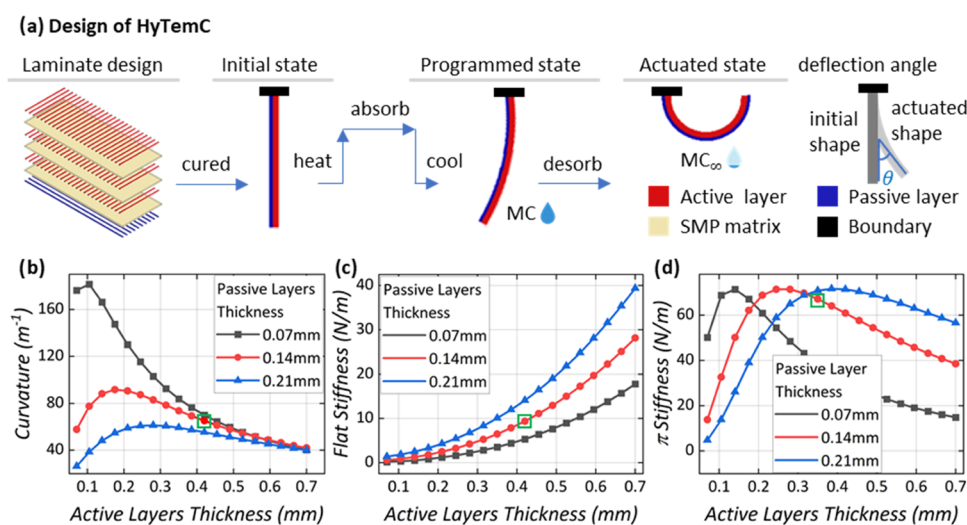 (a) Design of HyTemC
Laminate design
Initial state
Programmed state
Actuated state
deflection angle
absorb
initial
shape
actuated
shape
cured
heat
cool
desorb
MC
MC∞
θ
Active layer
Passive layer
SMP matrix
Boundary
(b)
Curvature (m⁻¹)
160
120
80
40
Passive Layers
Thickness
0.07mm
0.14mm
0.21mm
0.1 0.2 0.3 0.4 0.5 0.6 0.7
Active Layers Thickness (mm)
(c)
Flat Stiffness (N/m)
40
30
20
10
0
Passive Layers
Thickness
0.07mm
0.14mm
0.21mm
0.1 0.2 0.3 0.4 0.5 0.6 0.7
Active Layers Thickness (mm)
(d)
π Stiffness (N/m)
60
40
20
0
Passive Layer
Thickness
0.07mm
0.14mm
0.21mm
0.1 0.2 0.3 0.4 0.5 0.6 0.7
Active Layers Thickness (mm)